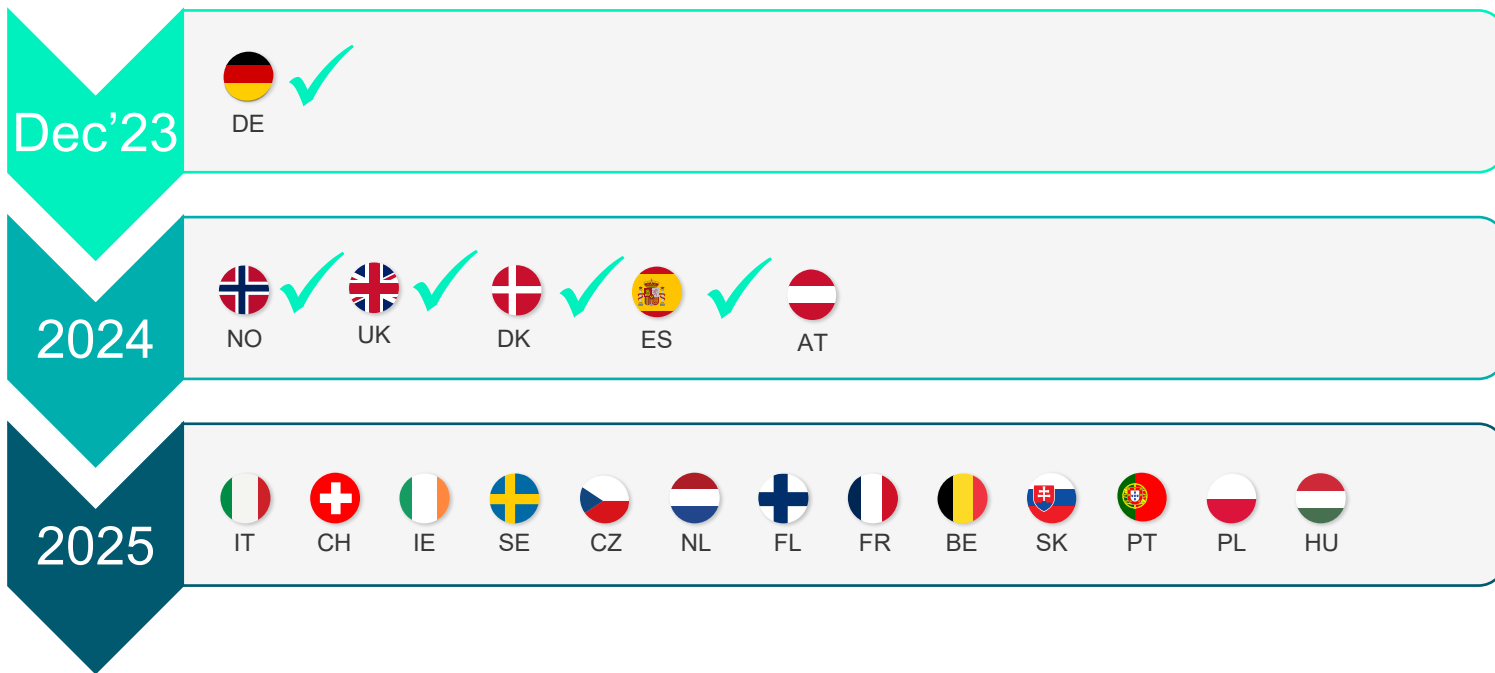 Dec’23
DE
2024
NO UK DK ES AT
2025
IT CH IE SE CZ NL FL FR BE SK PT PL HU